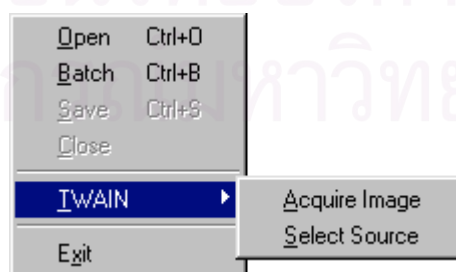 Open Ctrl+O
Batch Ctrl+B
Save Ctrl+S
Close
TWAIN
Acquire Image
Select Source
Exit